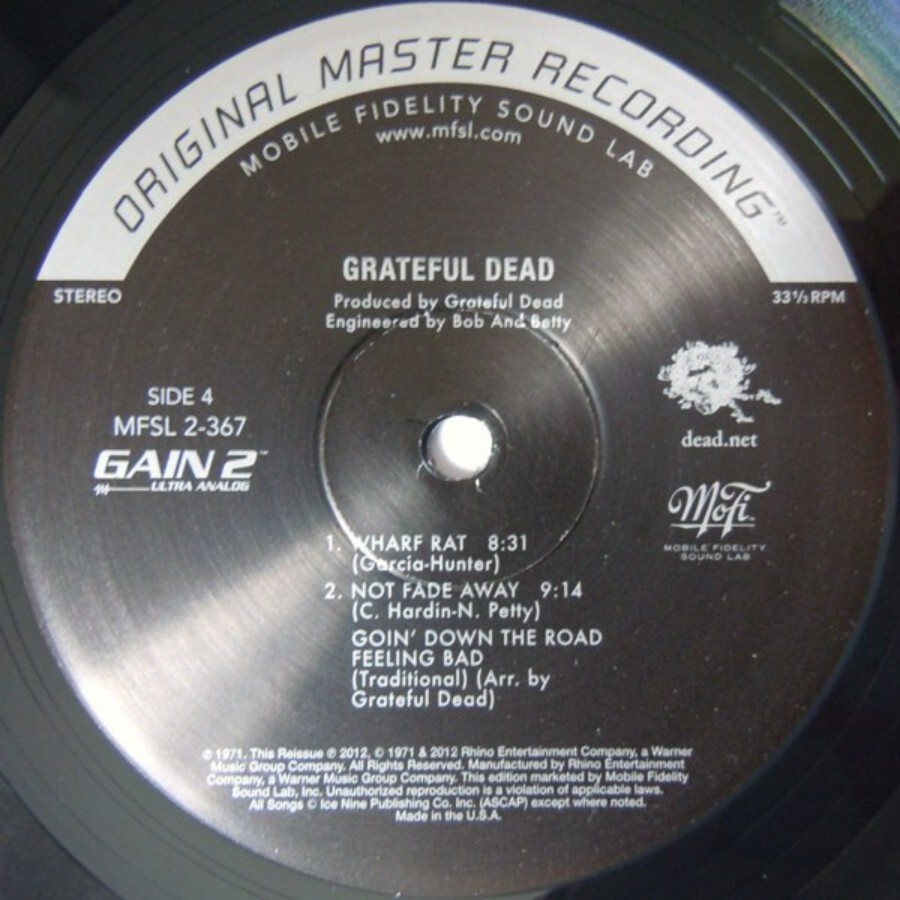 ORIGINAL MASTER RECORDING™
MOBILE FIDELITY SOUND LAB
www.mfsl.com
GRATEFUL DEAD
STEREO
33⅓ RPM
Produced by Grateful Dead
Engineered by Bob And Betty
SIDE 4
MFSL 2-367
GAIN 2™
ULTRA ANALOG
dead.net
MoFi
MOBILE FIDELITY
SOUND LAB
1. WHARF RAT 8:31
(Garcia-Hunter)
2. NOT FADE AWAY 9:14
(C. Hardin-N. Petty)
GOIN' DOWN THE ROAD
FEELING BAD
(Traditional) (Arr. by
Grateful Dead)
℗ 1971. This Reissue ℗ 2012, © 1971 & 2012 Rhino Entertainment Company, a Warner
Music Group Company. All Rights Reserved. Manufactured by Rhino Entertainment
Company, a Warner Music Group Company. This edition marketed by Mobile Fidelity
Sound Lab, Inc. Unauthorized reproduction is a violation of applicable laws.
All Songs © Ice Nine Publishing Co. Inc. (ASCAP) except where noted.
Made in the U.S.A.